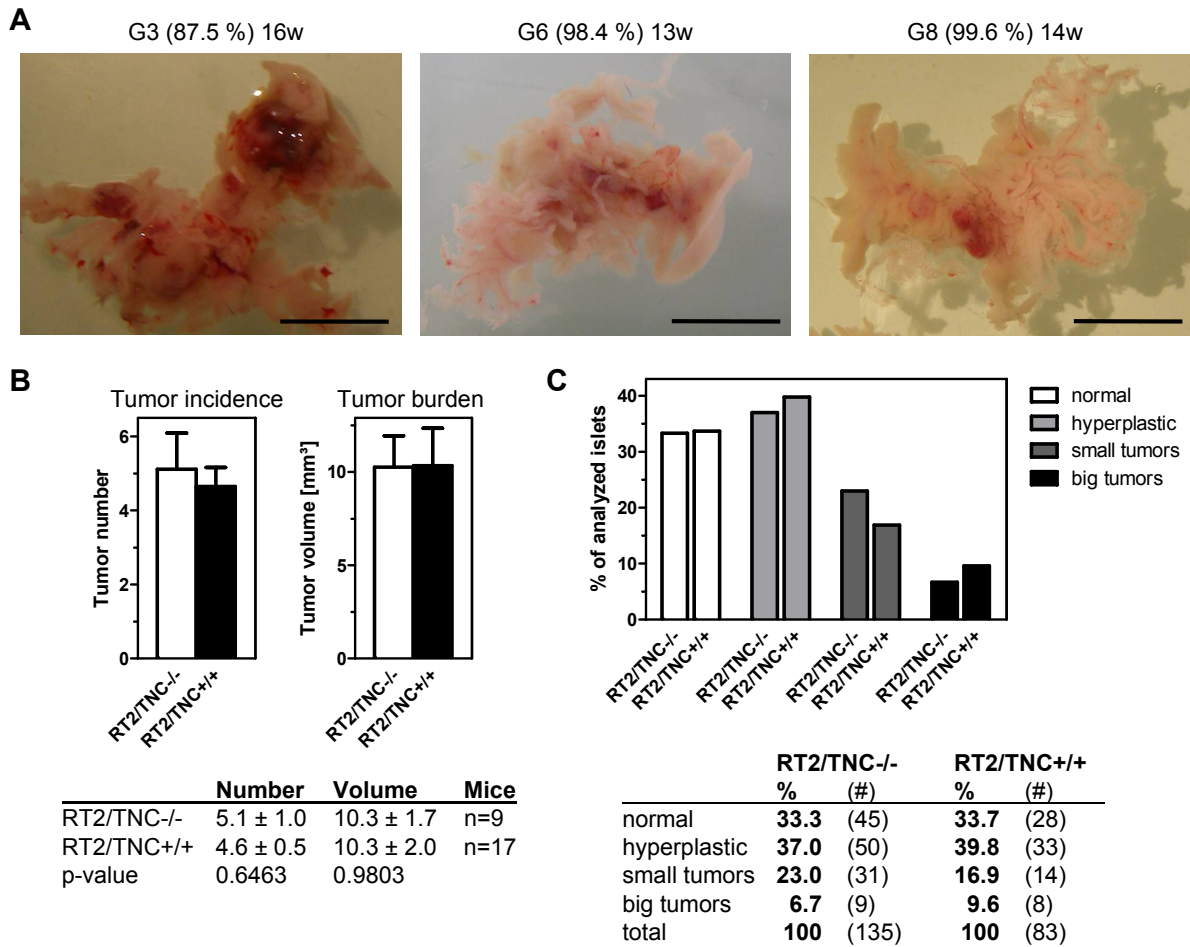 A
G3 (87.5 %) 16w
G6 (98.4 %) 13w
G8 (99.6 %) 14w
B
Tumor incidence
Tumor number
6
4
2
0
RT2/TNC-/-
RT2/TNC+/+
Tumor burden
Tumor volume [mm³]
10
5
0
RT2/TNC-/-
RT2/TNC+/+
Number Volume Mice
RT2/TNC-/- 5.1 ± 1.0 10.3 ± 1.7 n=9
RT2/TNC+/+ 4.6 ± 0.5 10.3 ± 2.0 n=17
p-value 0.6463 0.9803
C
% of analyzed islets
40
30
20
10
0
RT2/TNC-/-
RT2/TNC+/+
RT2/TNC-/-
RT2/TNC+/+
RT2/TNC-/-
RT2/TNC+/+
RT2/TNC-/-
RT2/TNC+/+
normal
hyperplastic
small tumors
big tumors
RT2/TNC-/- RT2/TNC+/+
% (#) % (#)
normal 33.3 (45) 33.7 (28)
hyperplastic 37.0 (50) 39.8 (33)
small tumors 23.0 (31) 16.9 (14)
big tumors 6.7 (9) 9.6 (8)
total 100 (135) 100 (83)